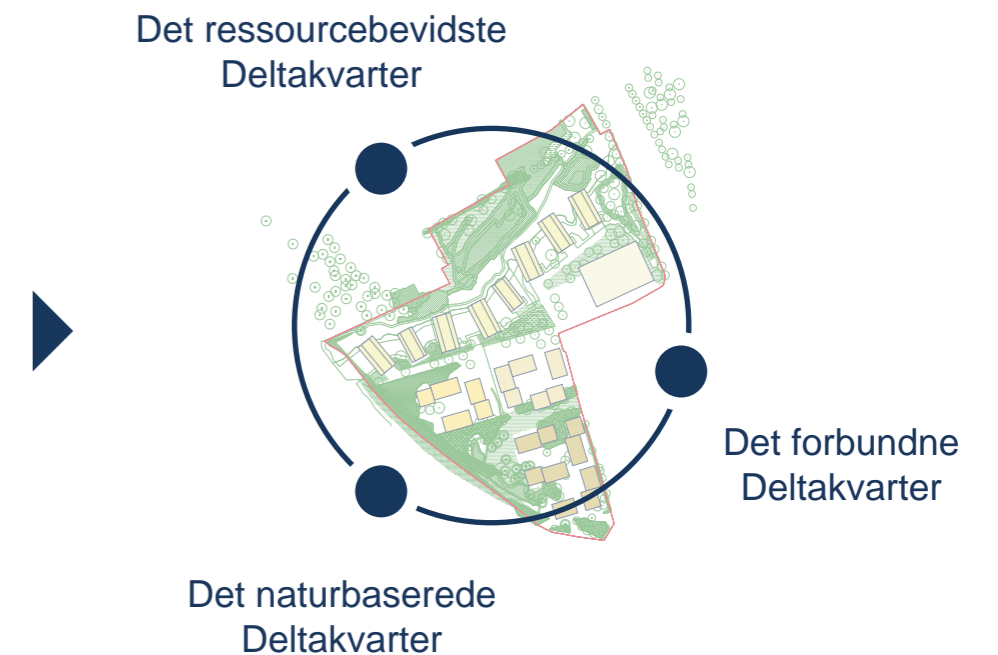 Det ressourcebevidste
Deltakvarter
Det forbundne
Deltakvarter
Det naturbaserede
Deltakvarter